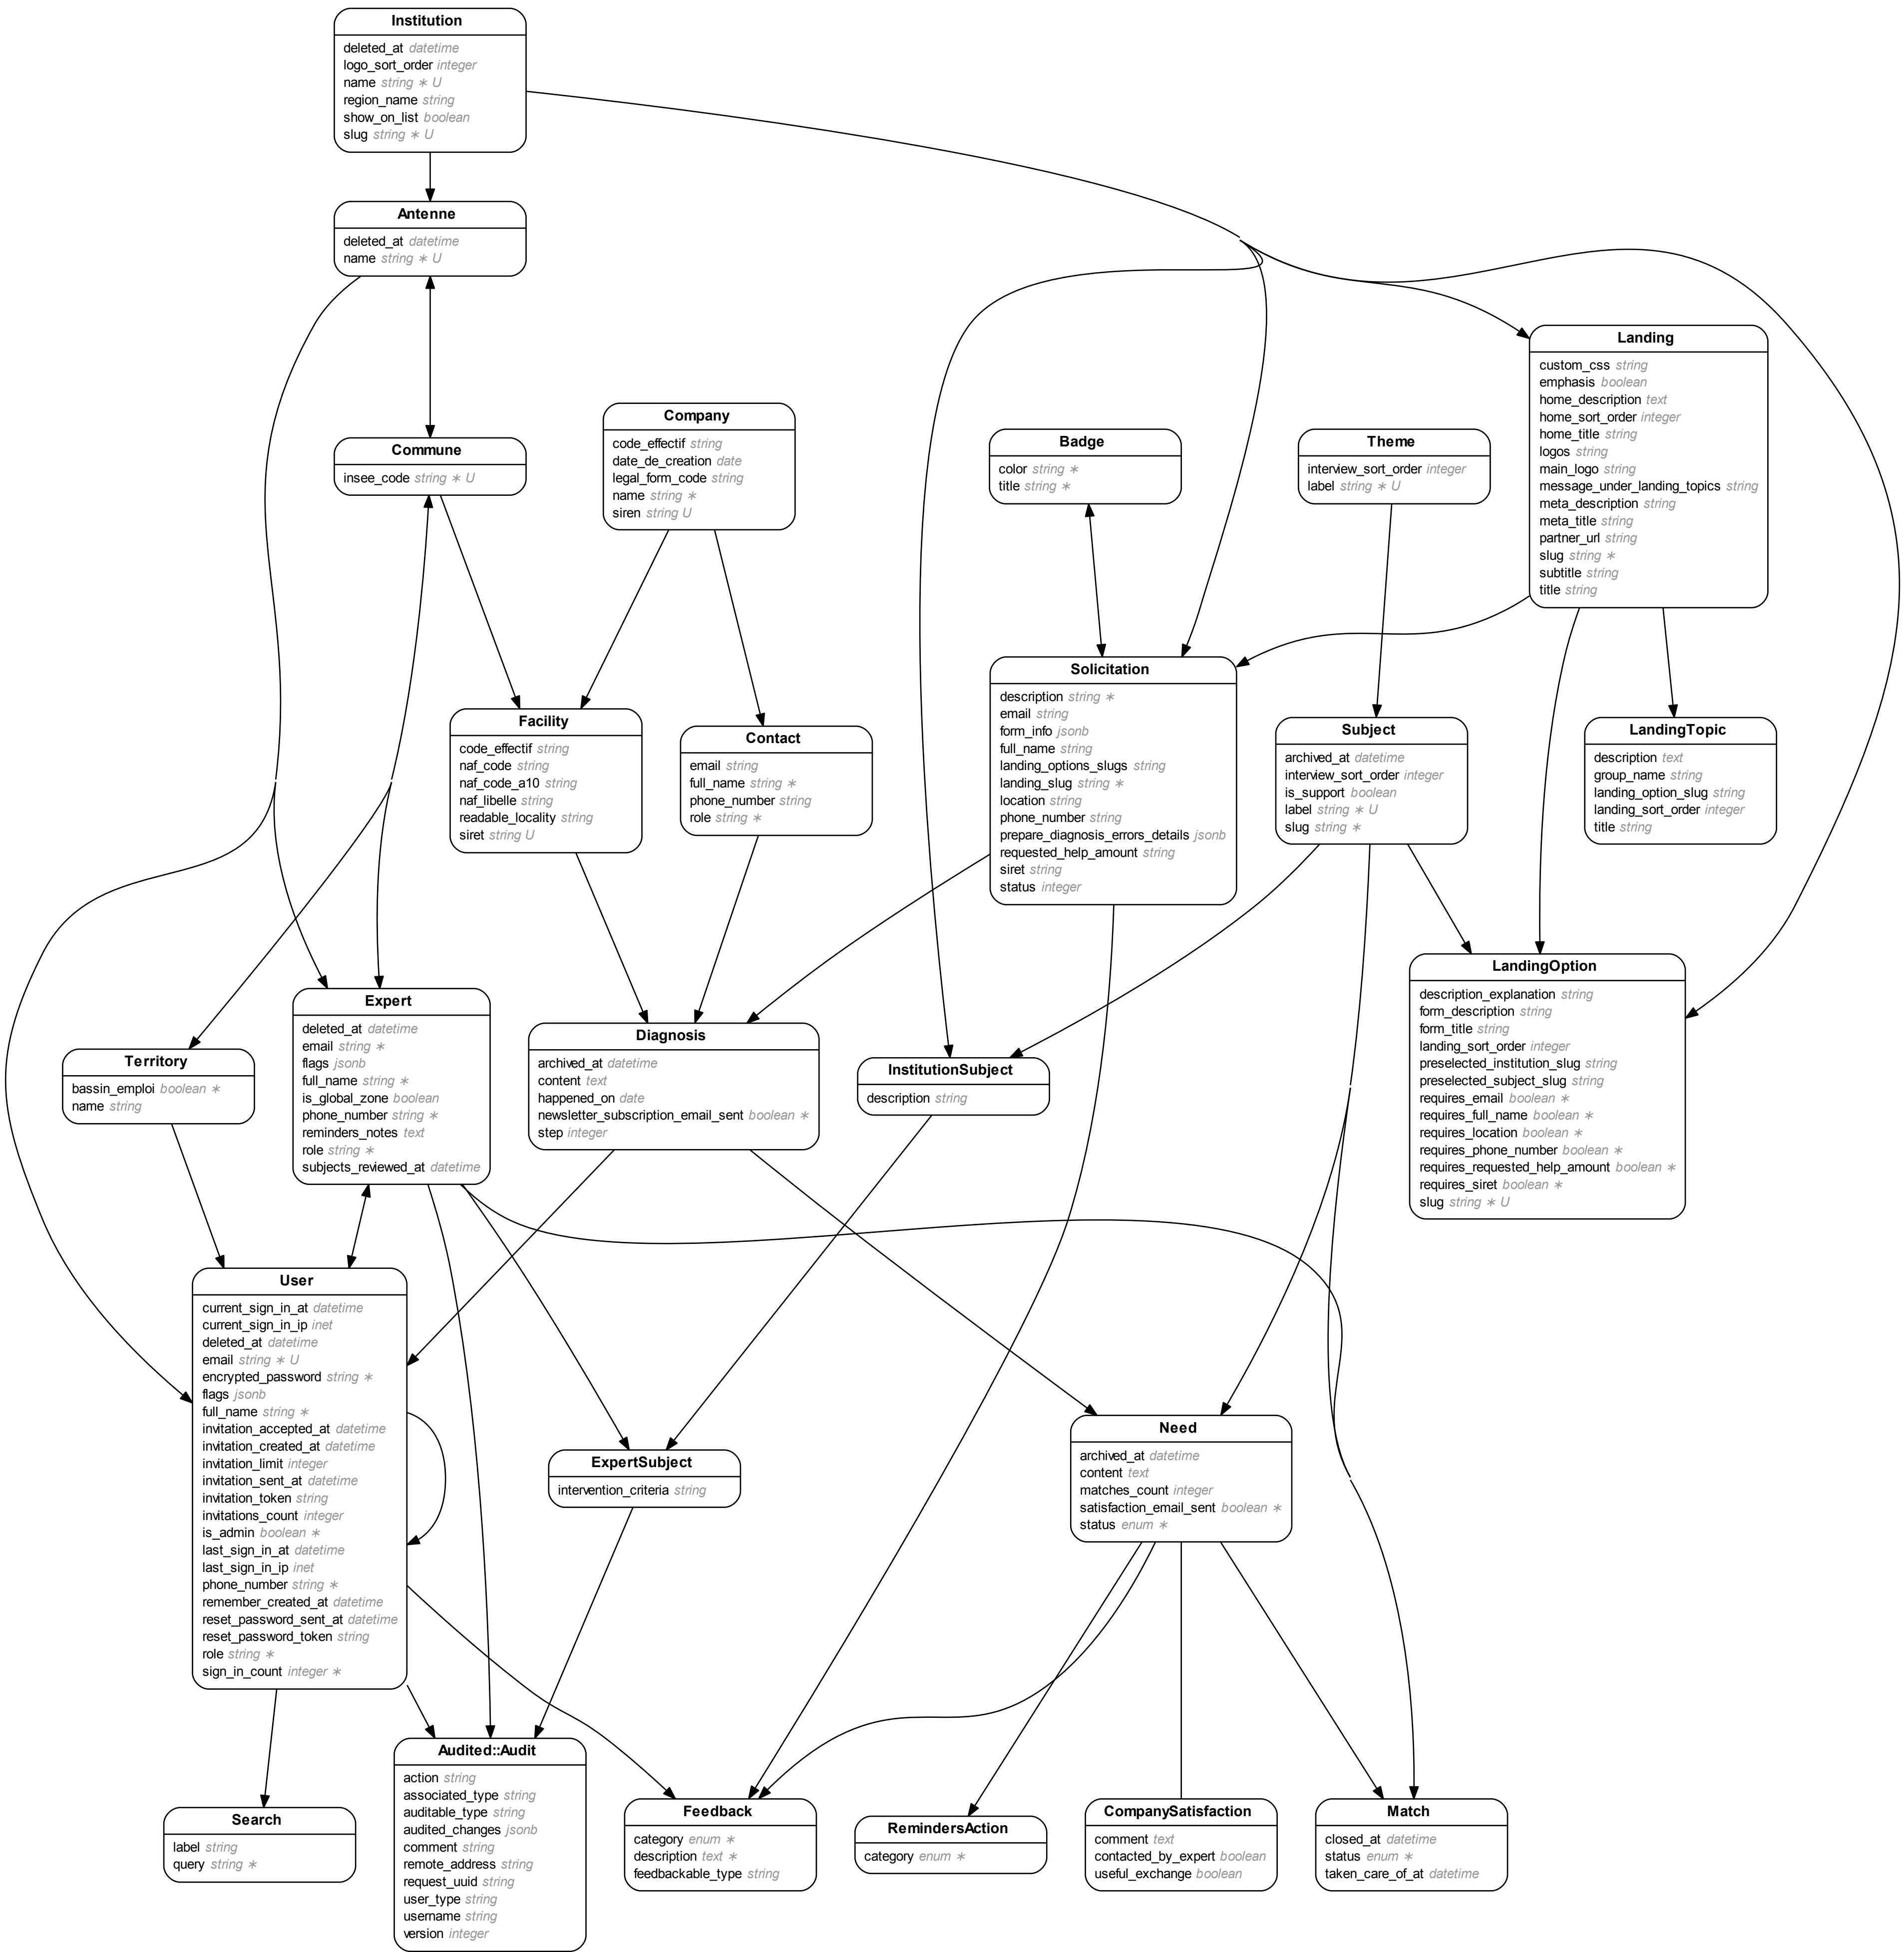 Institution
deleted_at datetime
logo_sort_order integer
name string ∗ U
region_name string
show_on_list boolean
slug string ∗ U
Antenne
deleted_at datetime
name string ∗ U
Landing
custom_css string
emphasis boolean
home_description text
home_sort_order integer
home_title string
logos string
main_logo string
message_under_landing_topics string
meta_description string
meta_title string
partner_url string
slug string ∗
subtitle string
title string
Company
code_effectif string
date_de_creation date
legal_form_code string
name string ∗
siren string U
Badge
color string ∗
title string ∗
Theme
interview_sort_order integer
label string ∗ U
Commune
insee_code string ∗ U
Solicitation
description string ∗
email string
form_info jsonb
full_name string
landing_options_slugs string
landing_slug string ∗
location string
phone_number string
prepare_diagnosis_errors_details jsonb
requested_help_amount string
siret string
status integer
Facility
code_effectif string
naf_code string
naf_code_a10 string
naf_libelle string
readable_locality string
siret string U
Contact
email string
full_name string ∗
phone_number string
role string ∗
Subject
archived_at datetime
interview_sort_order integer
is_support boolean
label string ∗ U
slug string ∗
LandingTopic
description text
group_name string
landing_option_slug string
landing_sort_order integer
title string
LandingOption
description_explanation string
form_description string
form_title string
landing_sort_order integer
preselected_institution_slug string
preselected_subject_slug string
requires_email boolean ∗
requires_full_name boolean ∗
requires_location boolean ∗
requires_phone_number boolean ∗
requires_requested_help_amount boolean ∗
requires_siret boolean ∗
slug string ∗ U
Expert
deleted_at datetime
email string ∗
flags jsonb
full_name string ∗
is_global_zone boolean
phone_number string ∗
reminders_notes text
role string ∗
subjects_reviewed_at datetime
Diagnosis
archived_at datetime
content text
happened_on date
newsletter_subscription_email_sent boolean ∗
step integer
Territory
bassin_emploi boolean ∗
name string
InstitutionSubject
description string
User
current_sign_in_at datetime
current_sign_in_ip inet
deleted_at datetime
email string ∗ U
encrypted_password string ∗
flags jsonb
full_name string ∗
invitation_accepted_at datetime
invitation_created_at datetime
invitation_limit integer
invitation_sent_at datetime
invitation_token string
invitations_count integer
is_admin boolean ∗
last_sign_in_at datetime
last_sign_in_ip inet
phone_number string ∗
remember_created_at datetime
reset_password_sent_at datetime
reset_password_token string
role string ∗
sign_in_count integer ∗
Need
archived_at datetime
content text
matches_count integer
satisfaction_email_sent boolean ∗
status enum ∗
ExpertSubject
intervention_criteria string
Audited::Audit
action string
associated_type string
auditable_type string
audited_changes jsonb
comment string
remote_address string
request_uuid string
user_type string
username string
version integer
Search
label string
query string ∗
Feedback
category enum ∗
description text ∗
feedbackable_type string
RemindersAction
category enum ∗
CompanySatisfaction
comment text
contacted_by_expert boolean
useful_exchange boolean
Match
closed_at datetime
status enum ∗
taken_care_of_at datetime